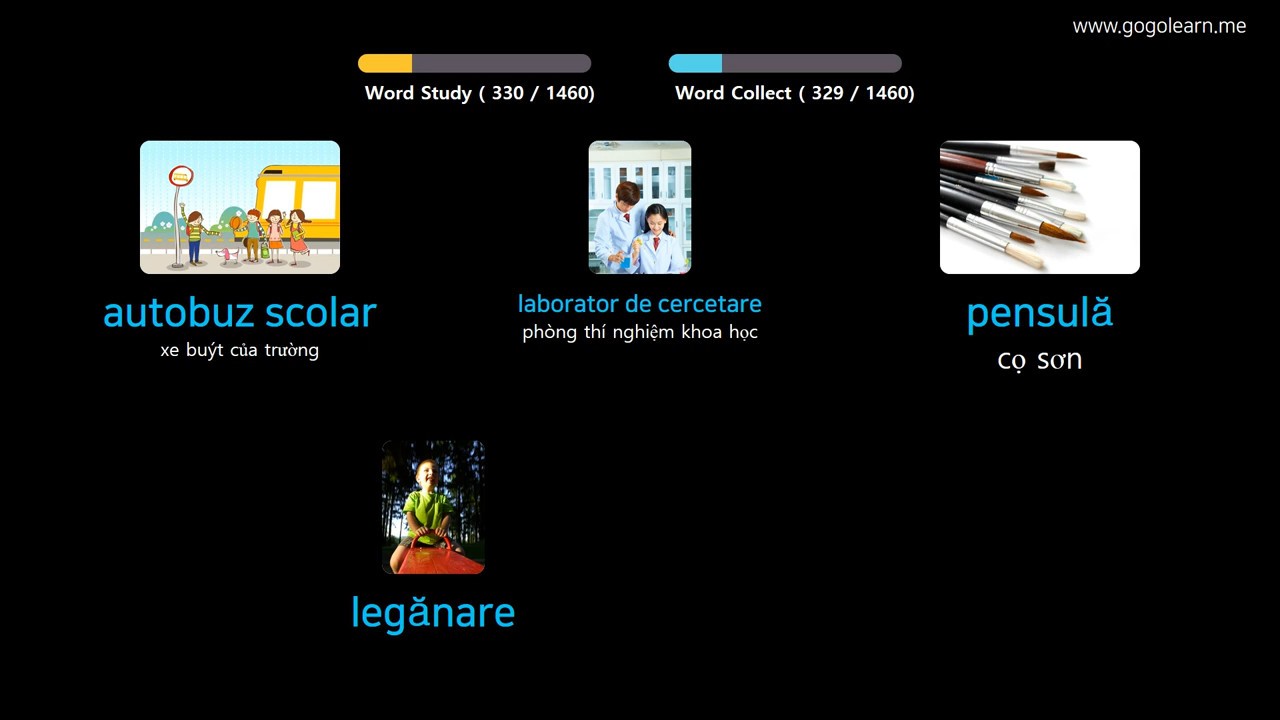 www.gogolearn.me
Word Study ( 330 / 1460)
Word Collect ( 329 / 1460)
autobuz scolar
xe buýt của trường
laborator de cercetare
phòng thí nghiệm khoa học
pensulă
cọ sơn
legănare